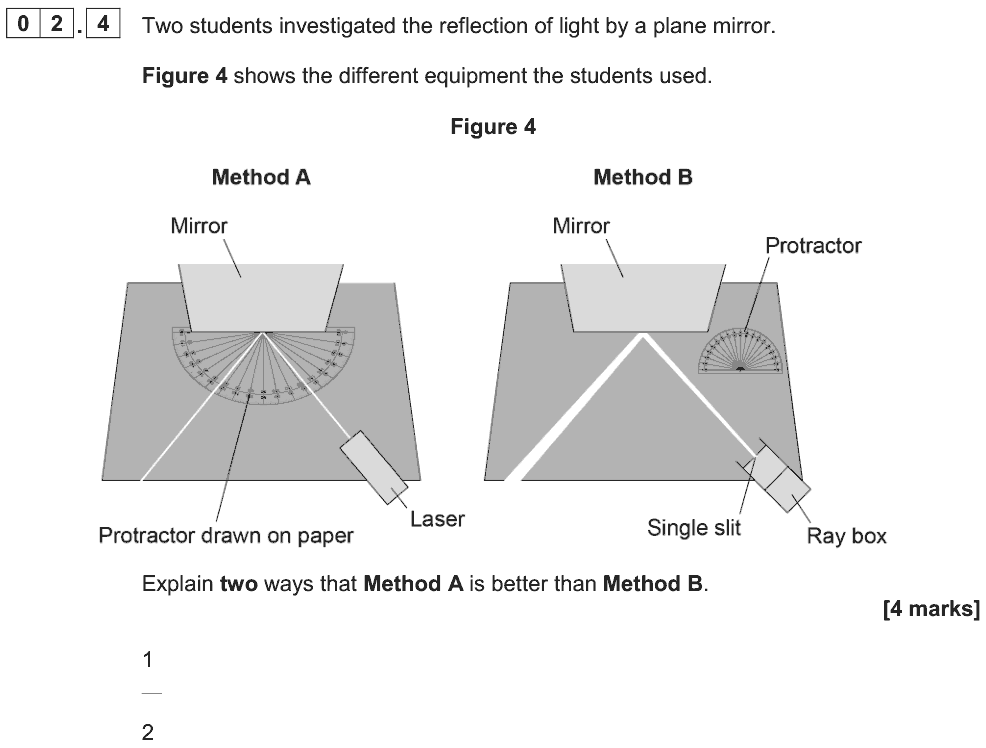 0 2 . 4 Two students investigated the reflection of light by a plane mirror.
Figure 4 shows the different equipment the students used.
Figure 4
Method A Method B
Mirror Mirror
Protractor
Laser
Single slit
Protractor drawn on paper
Ray box
Explain two ways that Method A is better than Method B.
[4 marks]
1
2